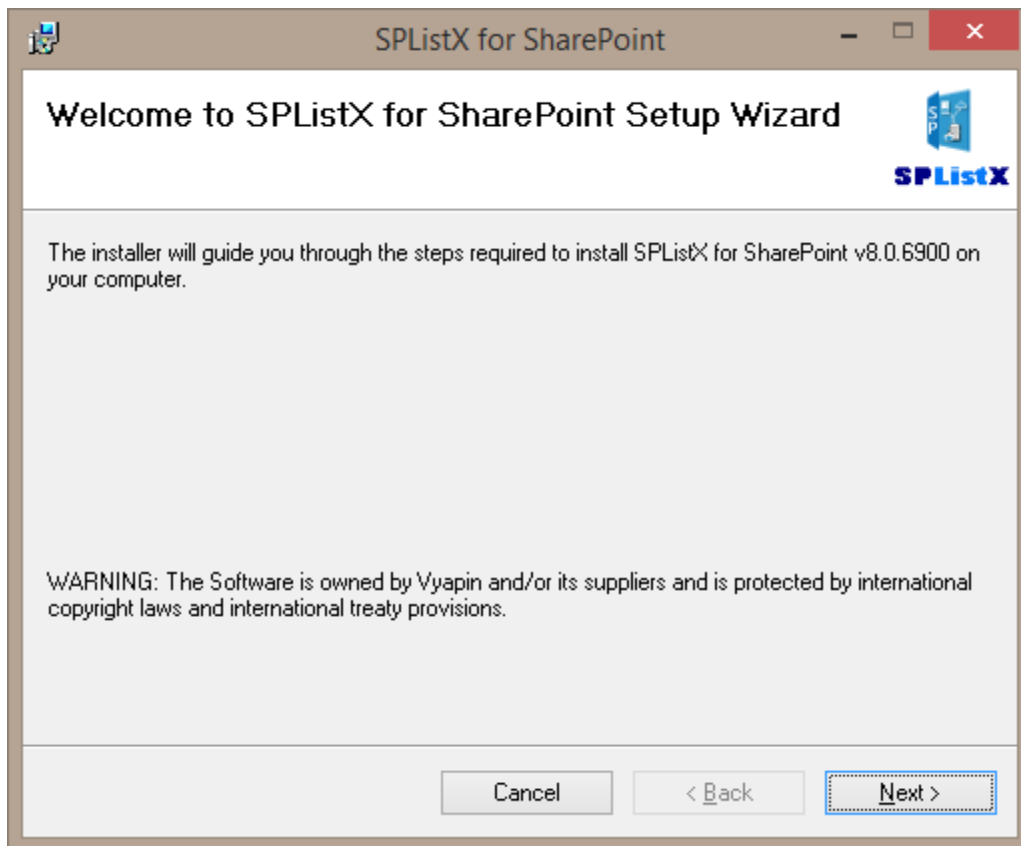 SPListX for SharePoint
Welcome to SPListX for SharePoint Setup Wizard
S
P
SPListX
The installer will guide you through the steps required to install SPListX for SharePoint v8.0.6900 on
your computer.
WARNING: The Software is owned by Vyapin and/or its suppliers and is protected by international
copyright laws and international treaty provisions.
Cancel
< Back
Next >